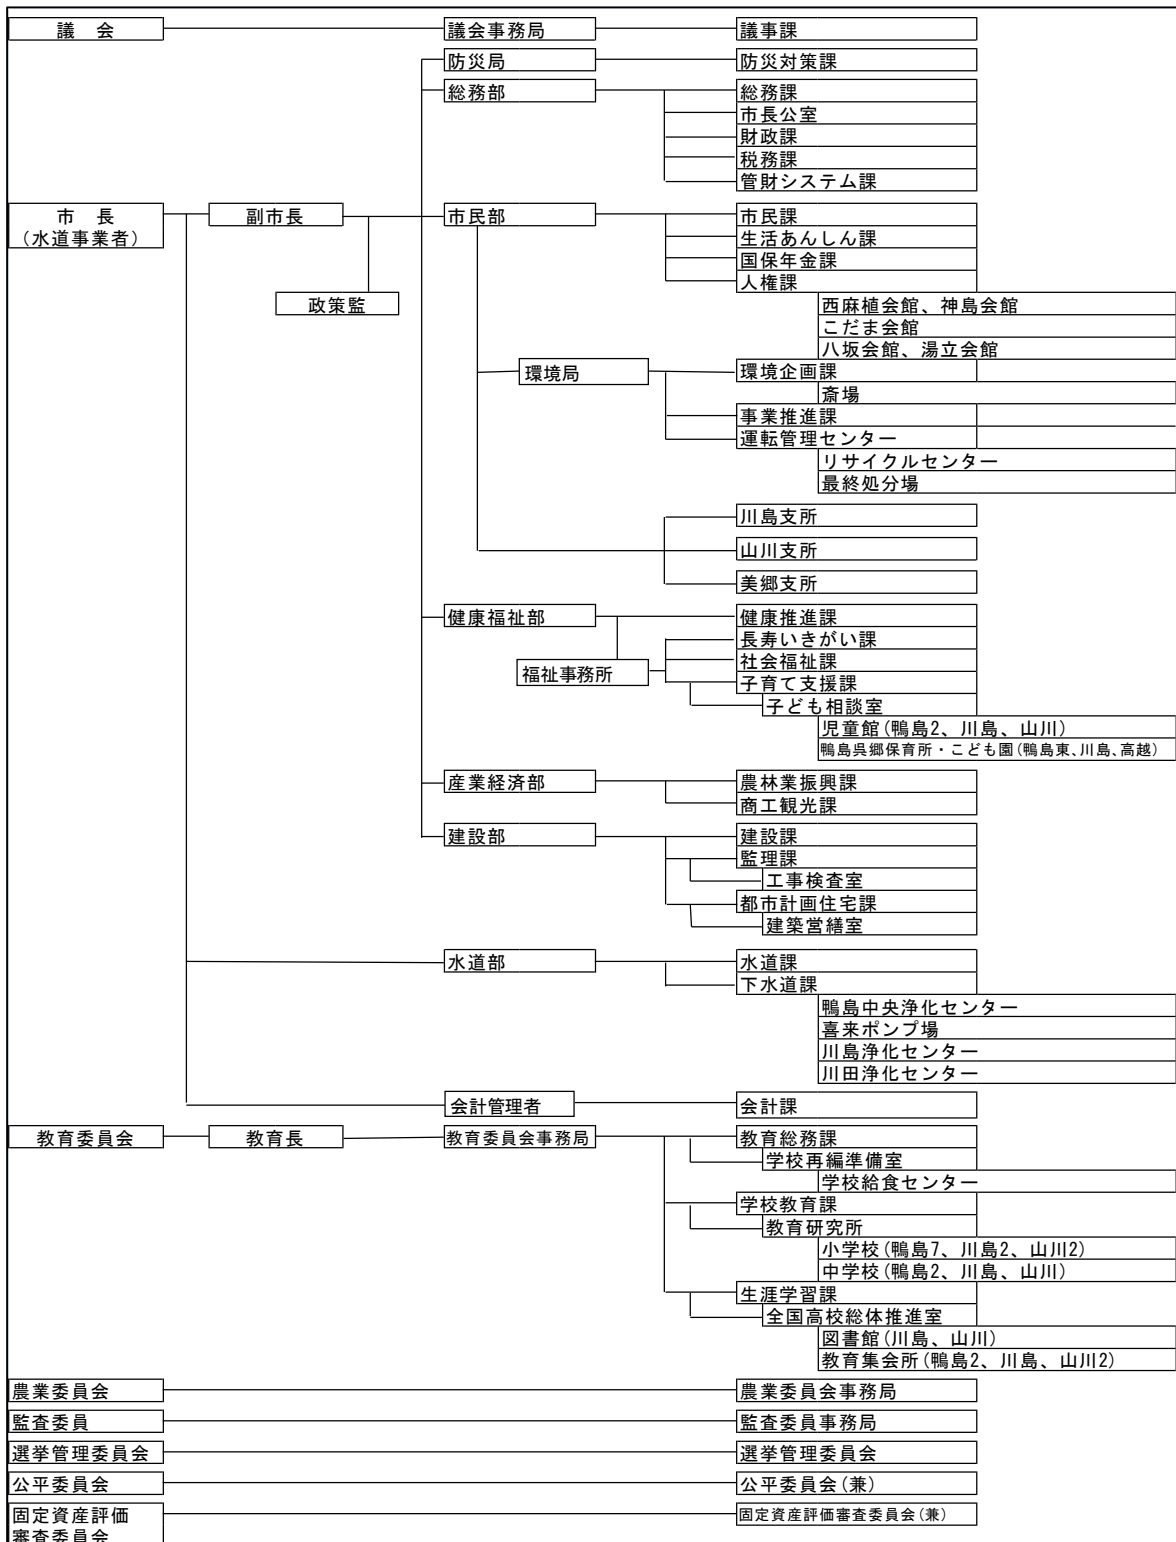 議　会
議会事務局
議事課
防災局
防災対策課
総務部
総務課
市長公室
財政課
税務課
管財システム課
市　長
(水道事業者)
副市長
政策監
市民部
市民課
生活あんしん課
国保年金課
人権課
西麻植会館、神島会館
こだま会館
八坂会館、湯立会館
環境局
環境企画課
斎場
事業推進課
運転管理センター
リサイクルセンター
最終処分場
川島支所
山川支所
美郷支所
健康福祉部
健康推進課
福祉事務所
長寿いきがい課
社会福祉課
子育て支援課
子ども相談室
児童館(鴨島2、川島、山川)
鴨島呉郷保育所・こども園(鴨島東、川島、高越)
産業経済部
農林業振興課
商工観光課
建設部
建設課
監理課
工事検査室
都市計画住宅課
建築営繕室
水道部
水道課
下水道課
鴨島中央浄化センター
喜来ポンプ場
川島浄化センター
川田浄化センター
会計管理者
会計課
教育委員会
教育長
教育委員会事務局
教育総務課
学校再編準備室
学校給食センター
学校教育課
教育研究所
小学校(鴨島7、川島2、山川2)
中学校(鴨島2、川島、山川)
生涯学習課
全国高校総体推進室
図書館(川島、山川)
教育集会所(鴨島2、川島、山川2)
農業委員会
農業委員会事務局
監査委員
監査委員事務局
選挙管理委員会
選挙管理委員会
公平委員会
公平委員会(兼)
固定資産評価
審査委員会
固定資産評価審査委員会(兼)